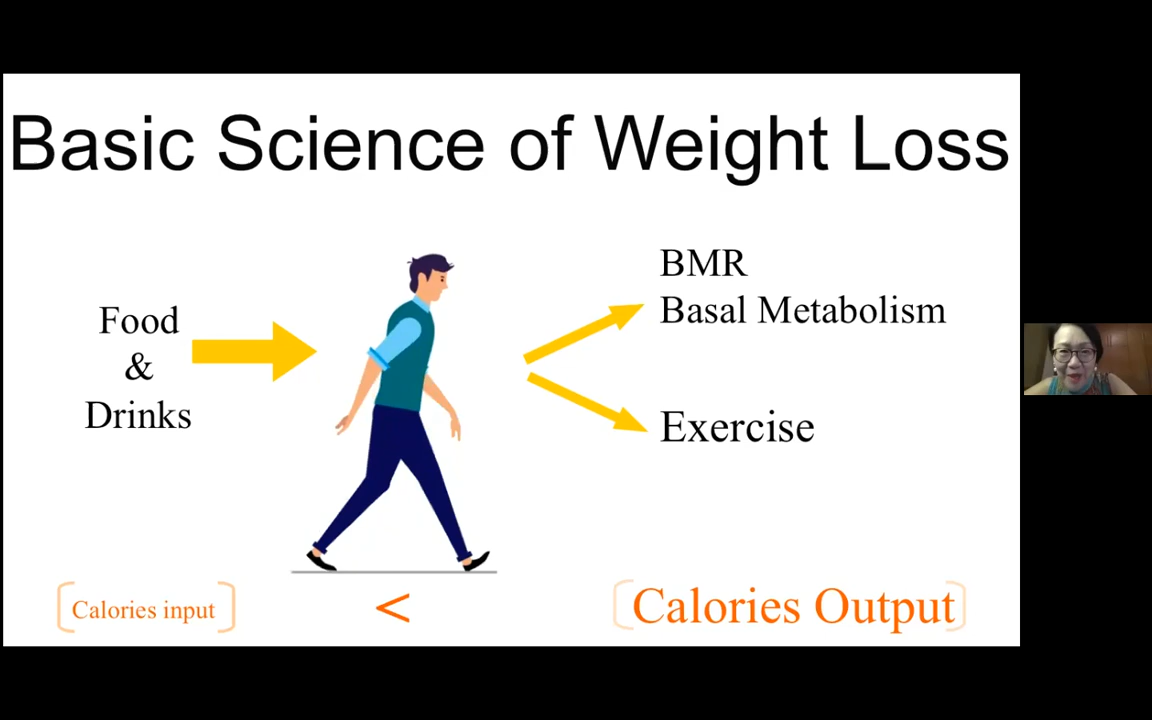 Basic Science of Weight Loss
Food
&
Drinks
BMR
Basal Metabolism
Exercise
Calories input
<
Calories Output